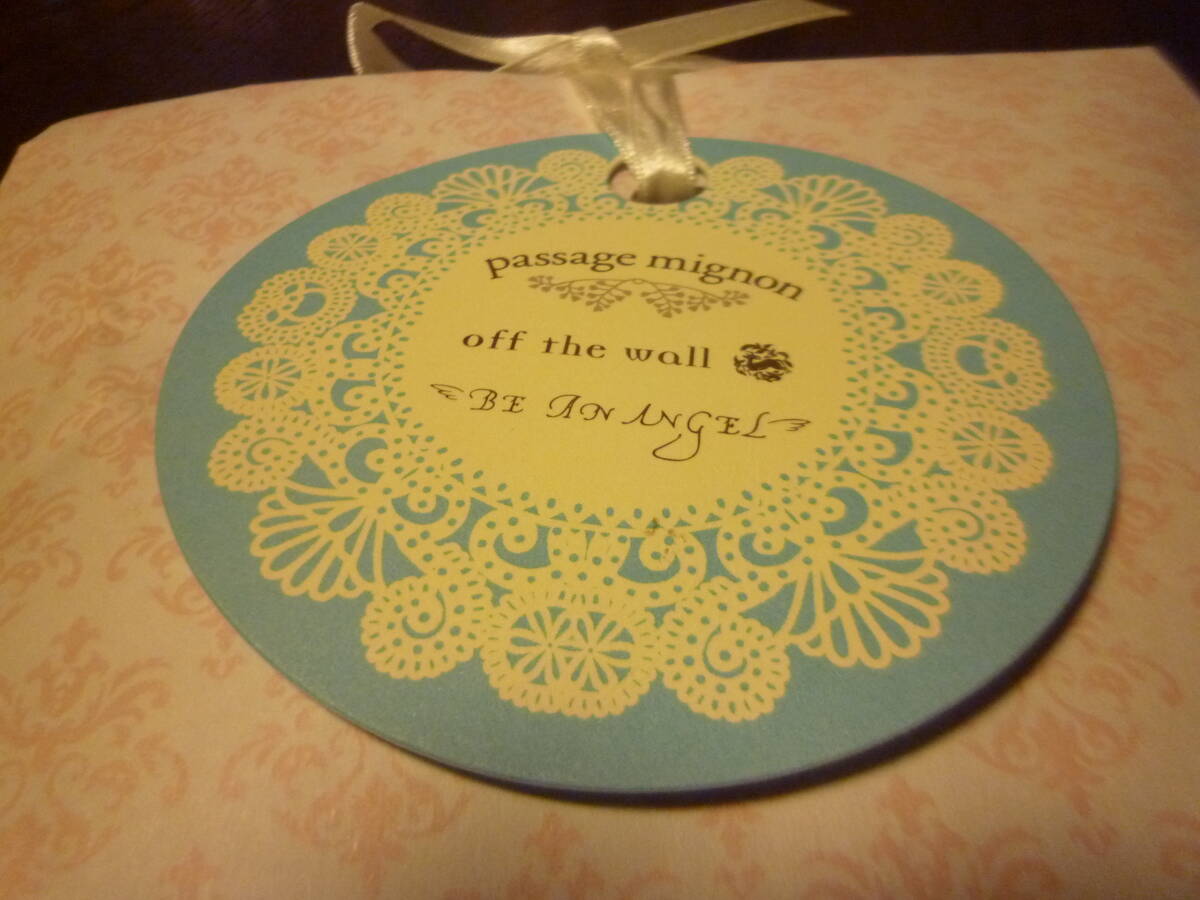 passage mignon
off the wall
BE AN ANGEL